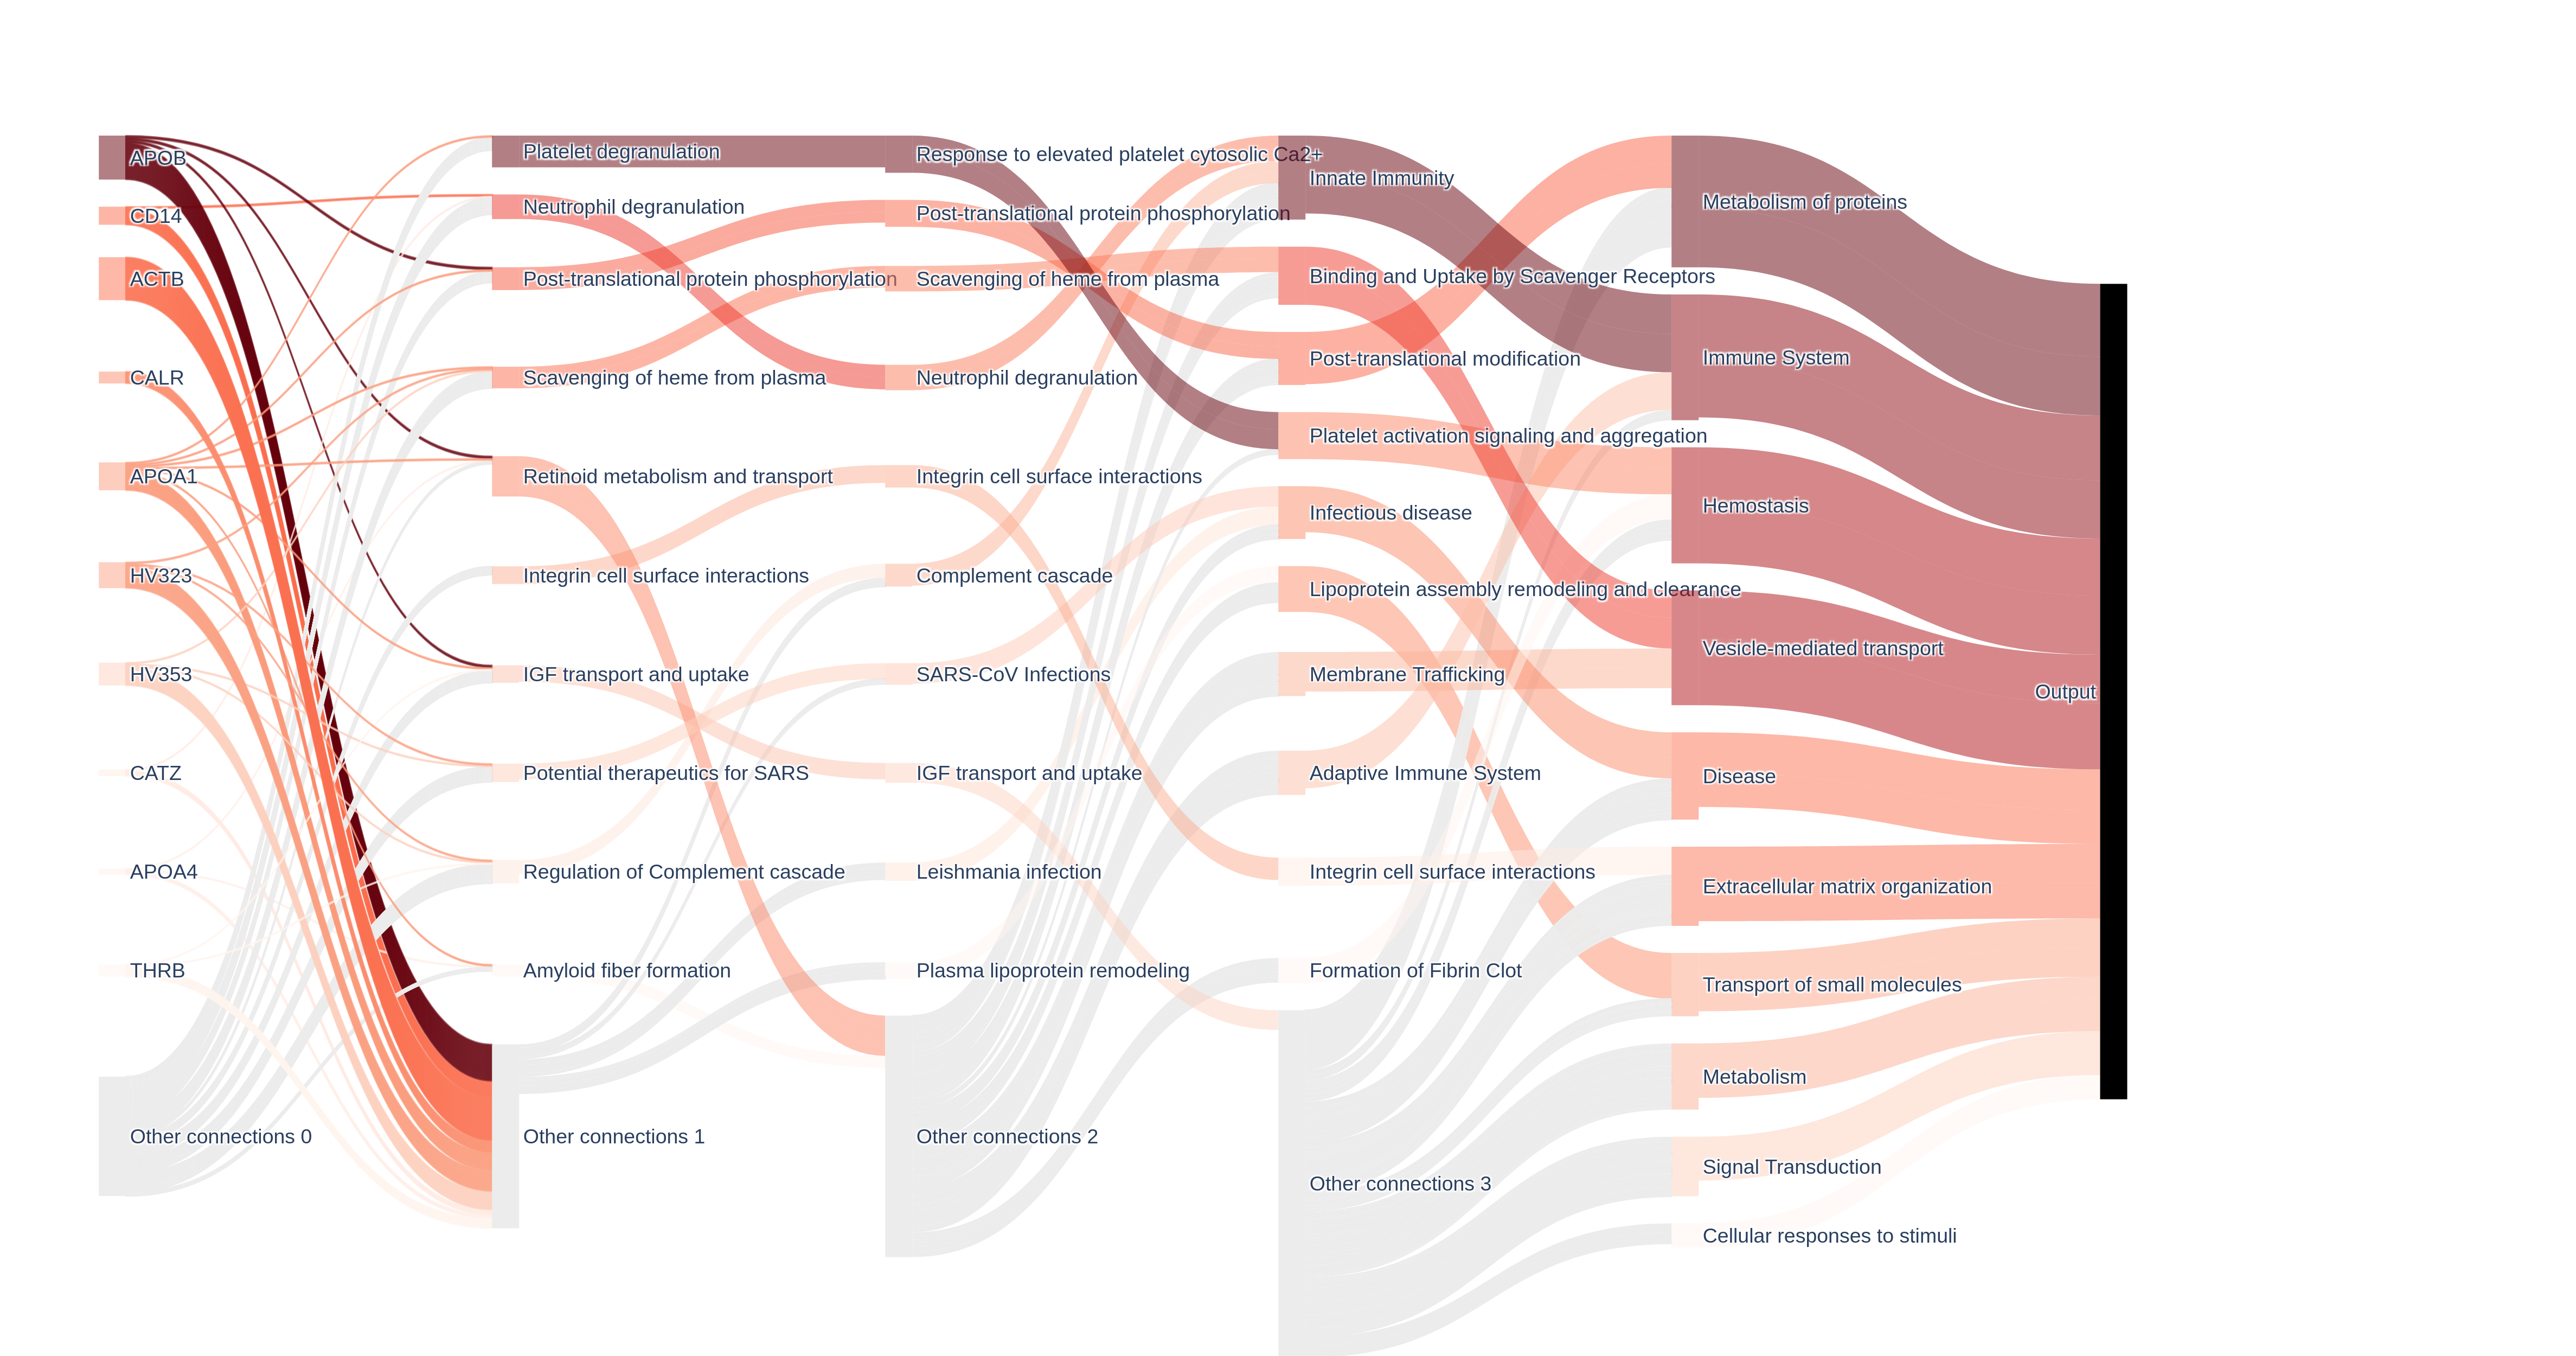 APOB
CD14
ACTB
CALR
APOA1
HV323
HV353
CATZ
APOA4
THRB
Other connections 0
Platelet degranulation
Neutrophil degranulation
Post-translational protein phosphorylation
Scavenging of heme from plasma
Retinoid metabolism and transport
Integrin cell surface interactions
IGF transport and uptake
Potential therapeutics for SARS
Regulation of Complement cascade
Amyloid fiber formation
Other connections 1
Response to elevated platelet cytosolic Ca2+
Post-translational protein phosphorylation
Scavenging of heme from plasma
Neutrophil degranulation
Integrin cell surface interactions
Complement cascade
SARS-CoV Infections
IGF transport and uptake
Leishmania infection
Plasma lipoprotein remodeling
Other connections 2
Innate Immunity
Binding and Uptake by Scavenger Receptors
Post-translational modification
Platelet activation signaling and aggregation
Infectious disease
Lipoprotein assembly remodeling and clearance
Membrane Trafficking
Adaptive Immune System
Integrin cell surface interactions
Formation of Fibrin Clot
Other connections 3
Metabolism of proteins
Immune System
Hemostasis
Vesicle-mediated transport
Disease
Extracellular matrix organization
Transport of small molecules
Metabolism
Signal Transduction
Cellular responses to stimuli
Output